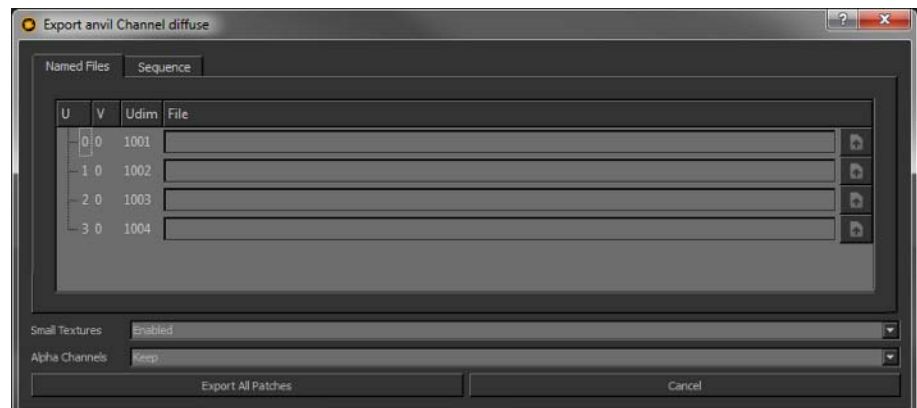 Export anvil Channel diffuse
Named Files Sequence
U V Udim File
0 0 1001
1 0 1002
2 0 1003
3 0 1004
Small Textures Enabled
Alpha Channels Keep
Export All Patches Cancel